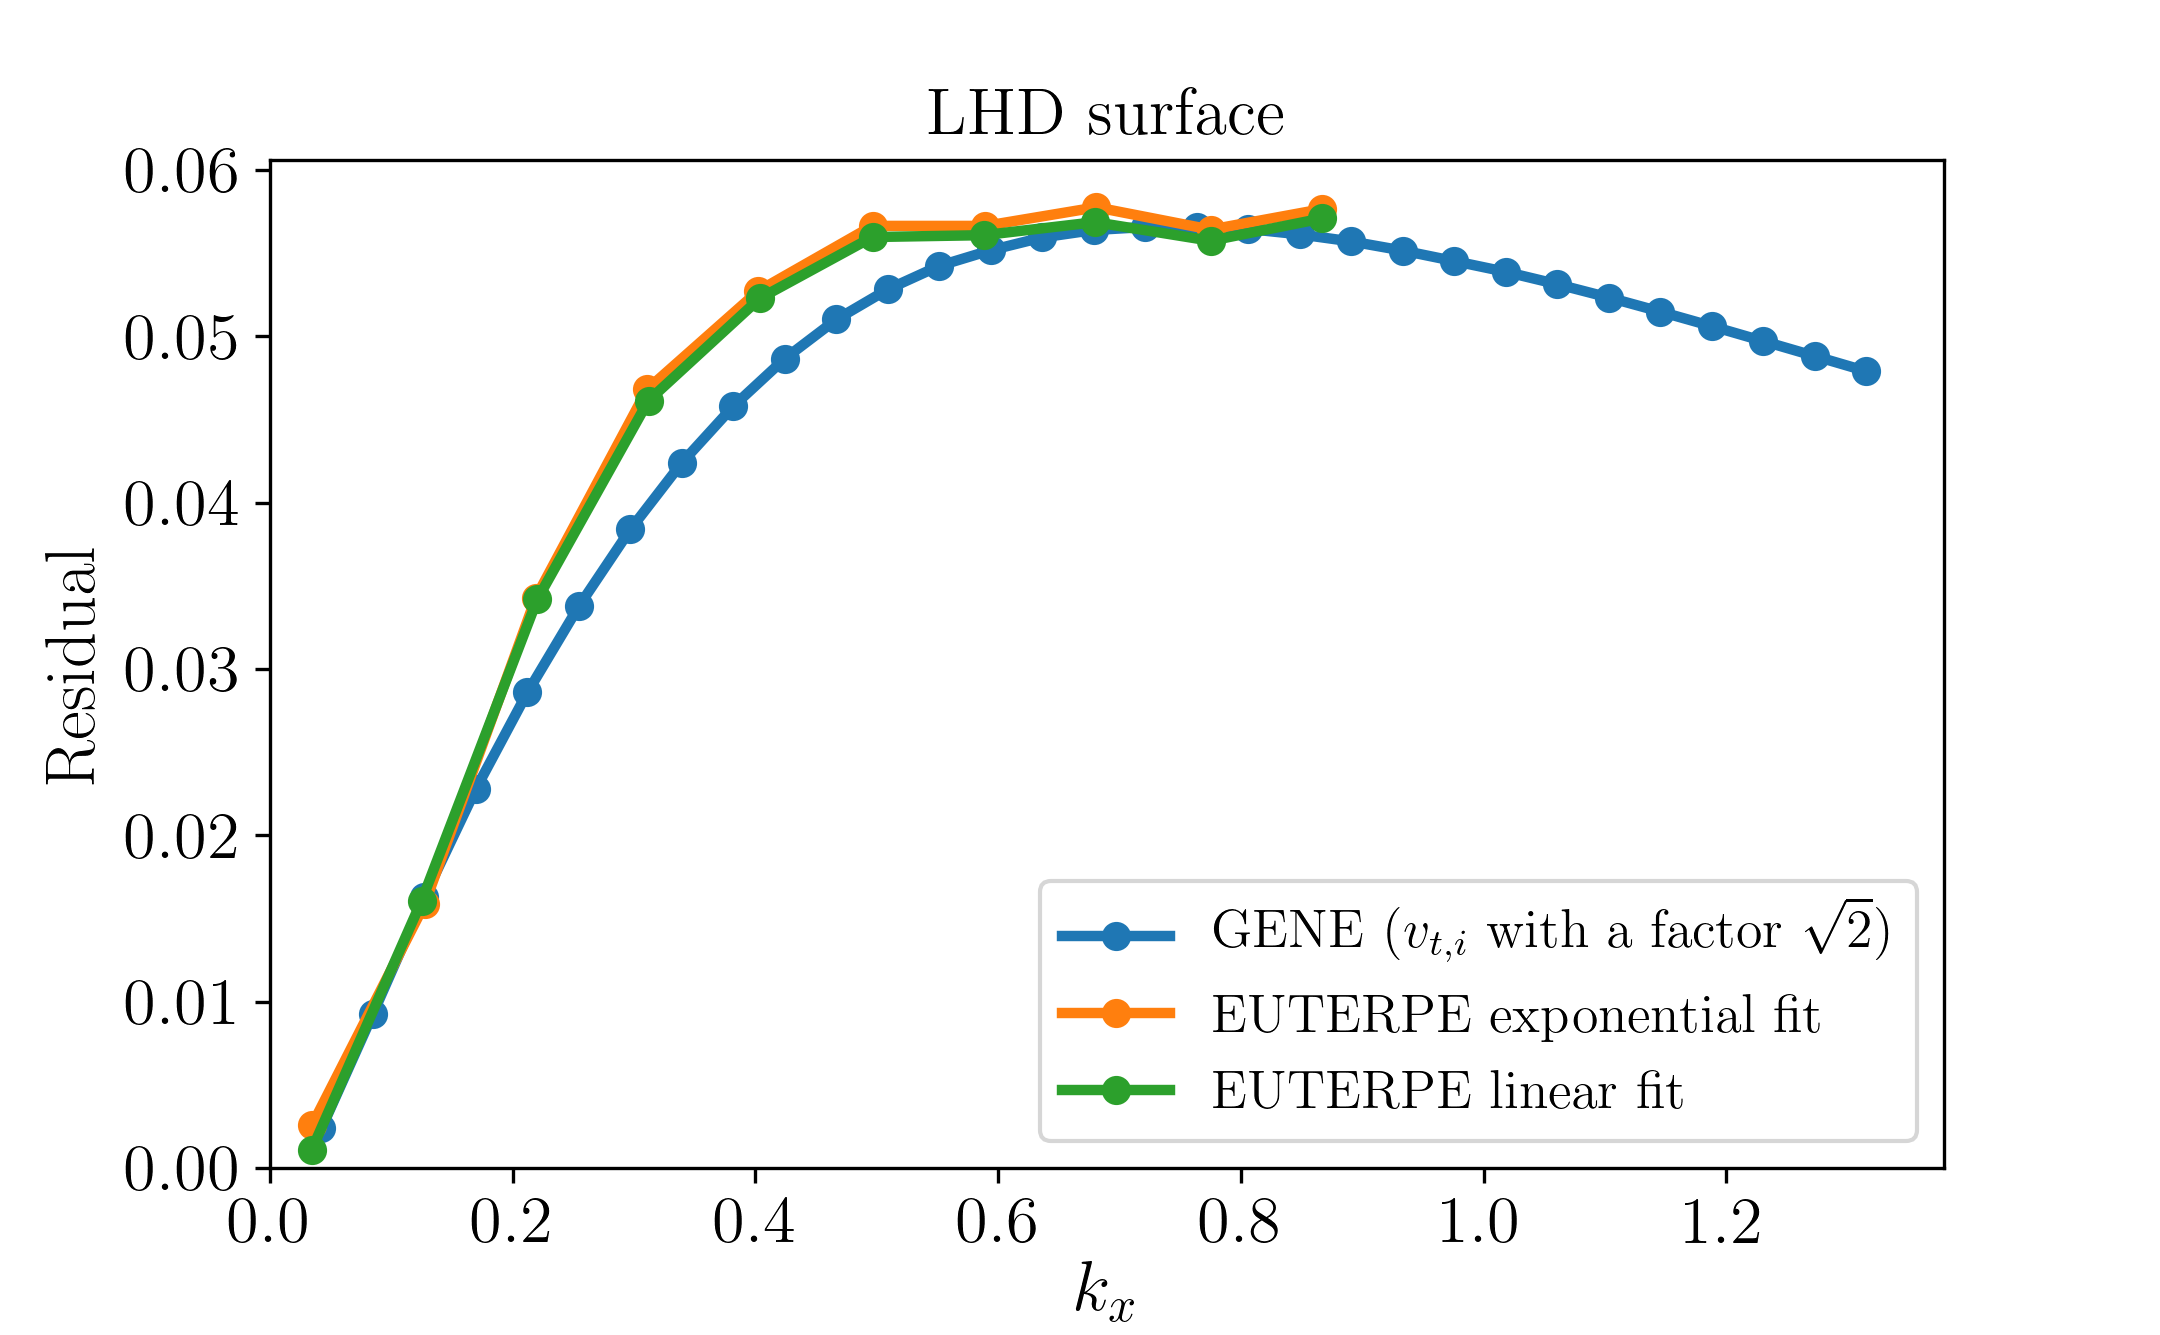 LHD surface
0.06
0.05
0.04
0.03
0.02
0.01
0.00
Residual
0.0 0.2 0.4 0.6 0.8 1.0 1.2
k_x
GENE (v_{t,i} with a factor √2)
EUTERPE exponential fit
EUTERPE linear fit